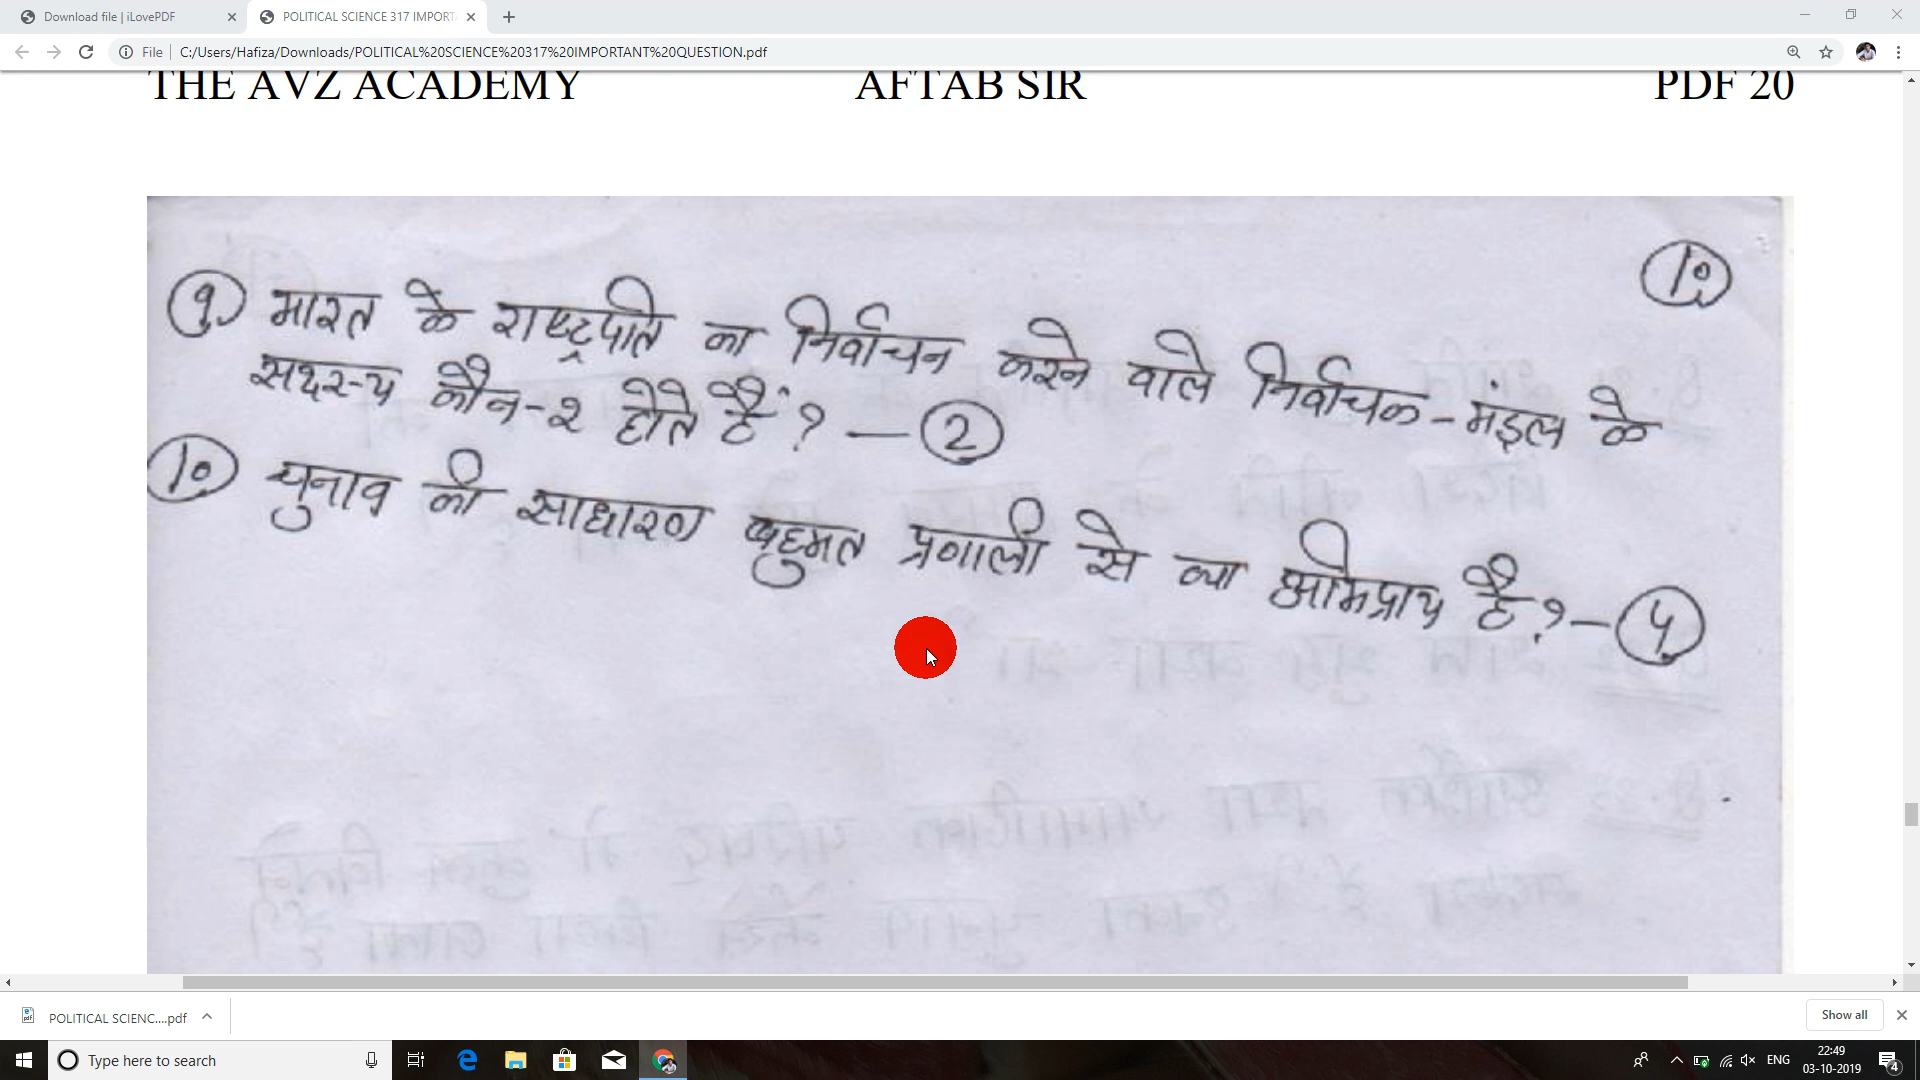 Download file | iLovePDF
POLITICAL SCIENCE 317 IMPORT
File
C:/Users/Hafiza/Downloads/POLITICAL%20SCIENCE%20317%20IMPORTANT%20QUESTION.pdf
THE AVZ ACADEMY AFTAB SIR PDF 20
10
9 भारत के राष्ट्रपति का निर्वाचन करने वाले निर्वाचक-मंडल के
सदस्य कौन-२ होते हैं? — 2
10 चुनाव की साधारण बहुमत प्रणाली से क्या अभिप्राय है? — 5
POLITICAL SCIENC....pdf
Show all
Type here to search
ENG
22:49
03-10-2019
4